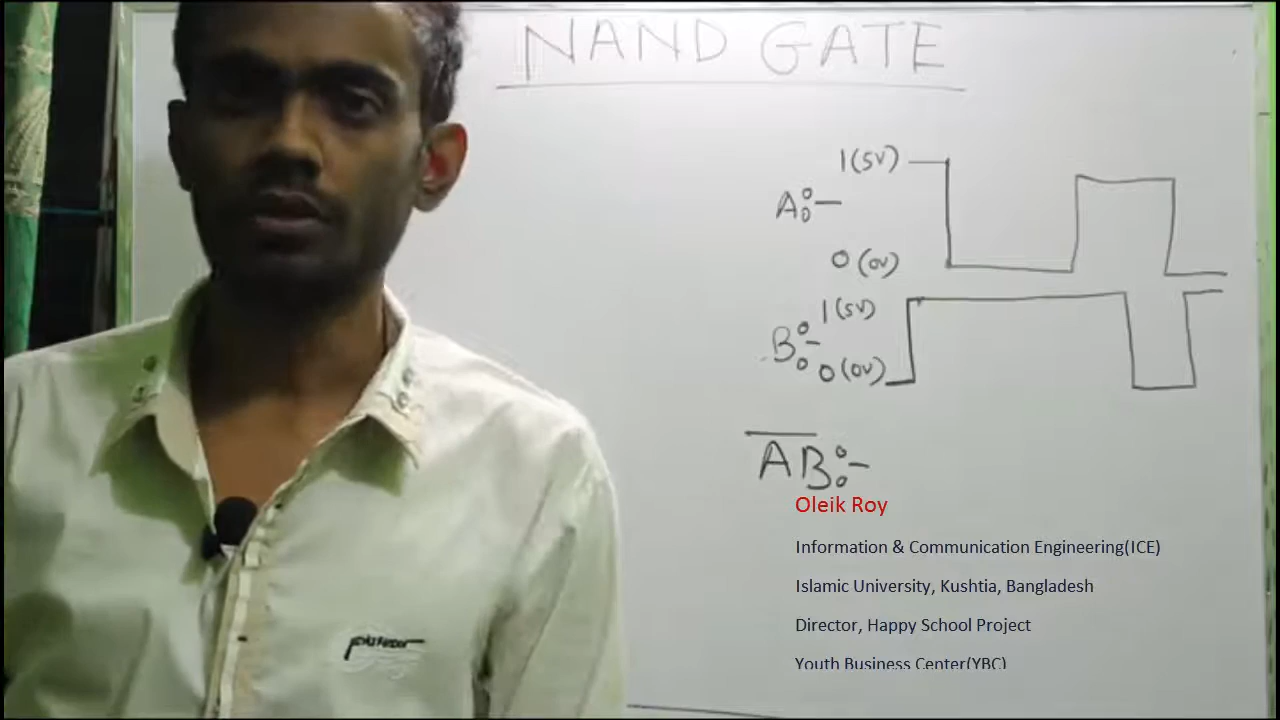 NAND GATE
1(5V)
A:-
0(0V)
1(5V)
B:-
0(0V)
AB:-
Oleik Roy
Information & Communication Engineering(ICE)
Islamic University, Kushtia, Bangladesh
Director, Happy School Project
Youth Business Center(YBC)